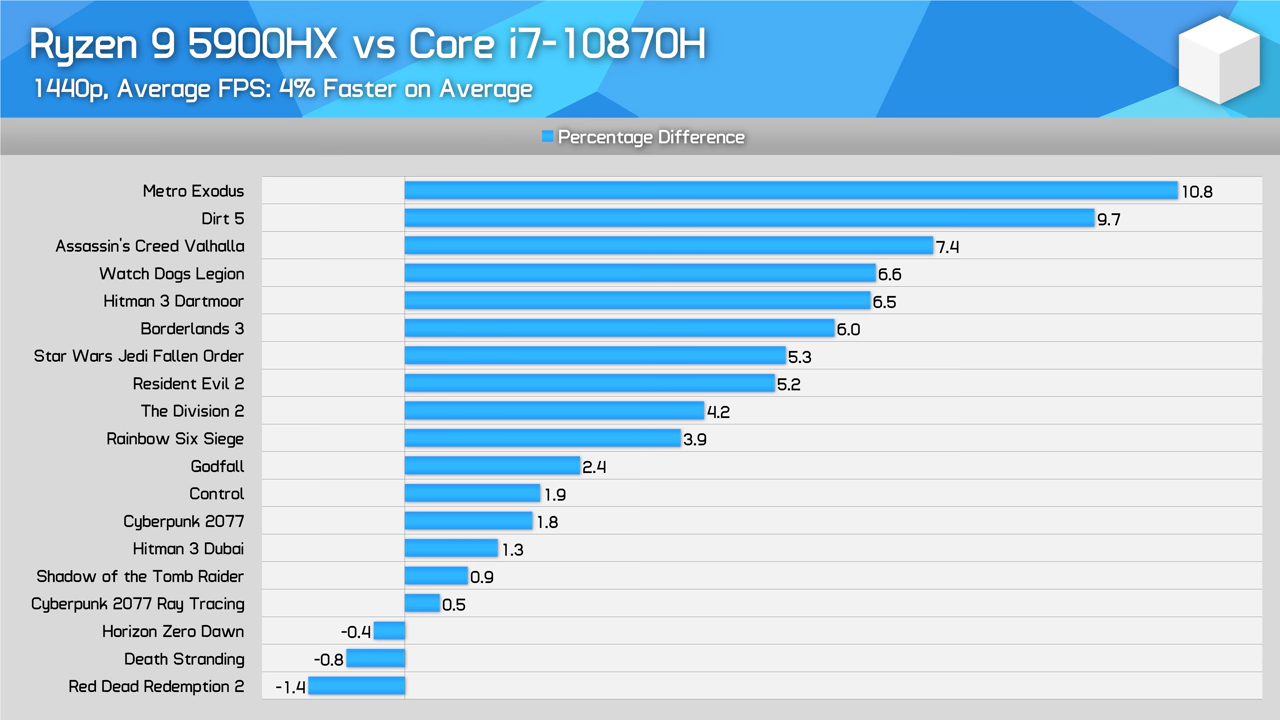 Ryzen 9 5900HX vs Core i7-10870H
1440p, Average FPS: 4% Faster on Average
Percentage Difference
Metro Exodus 10.8
Dirt 5 9.7
Assassin's Creed Valhalla 7.4
Watch Dogs Legion 6.6
Hitman 3 Dartmoor 6.5
Borderlands 3 6.0
Star Wars Jedi Fallen Order 5.3
Resident Evil 2 5.2
The Division 2 4.2
Rainbow Six Siege 3.9
Godfall 2.4
Control 1.9
Cyberpunk 2077 1.8
Hitman 3 Dubai 1.3
Shadow of the Tomb Raider 0.9
Cyberpunk 2077 Ray Tracing 0.5
Horizon Zero Dawn -0.4
Death Stranding -0.8
Red Dead Redemption 2 -1.4